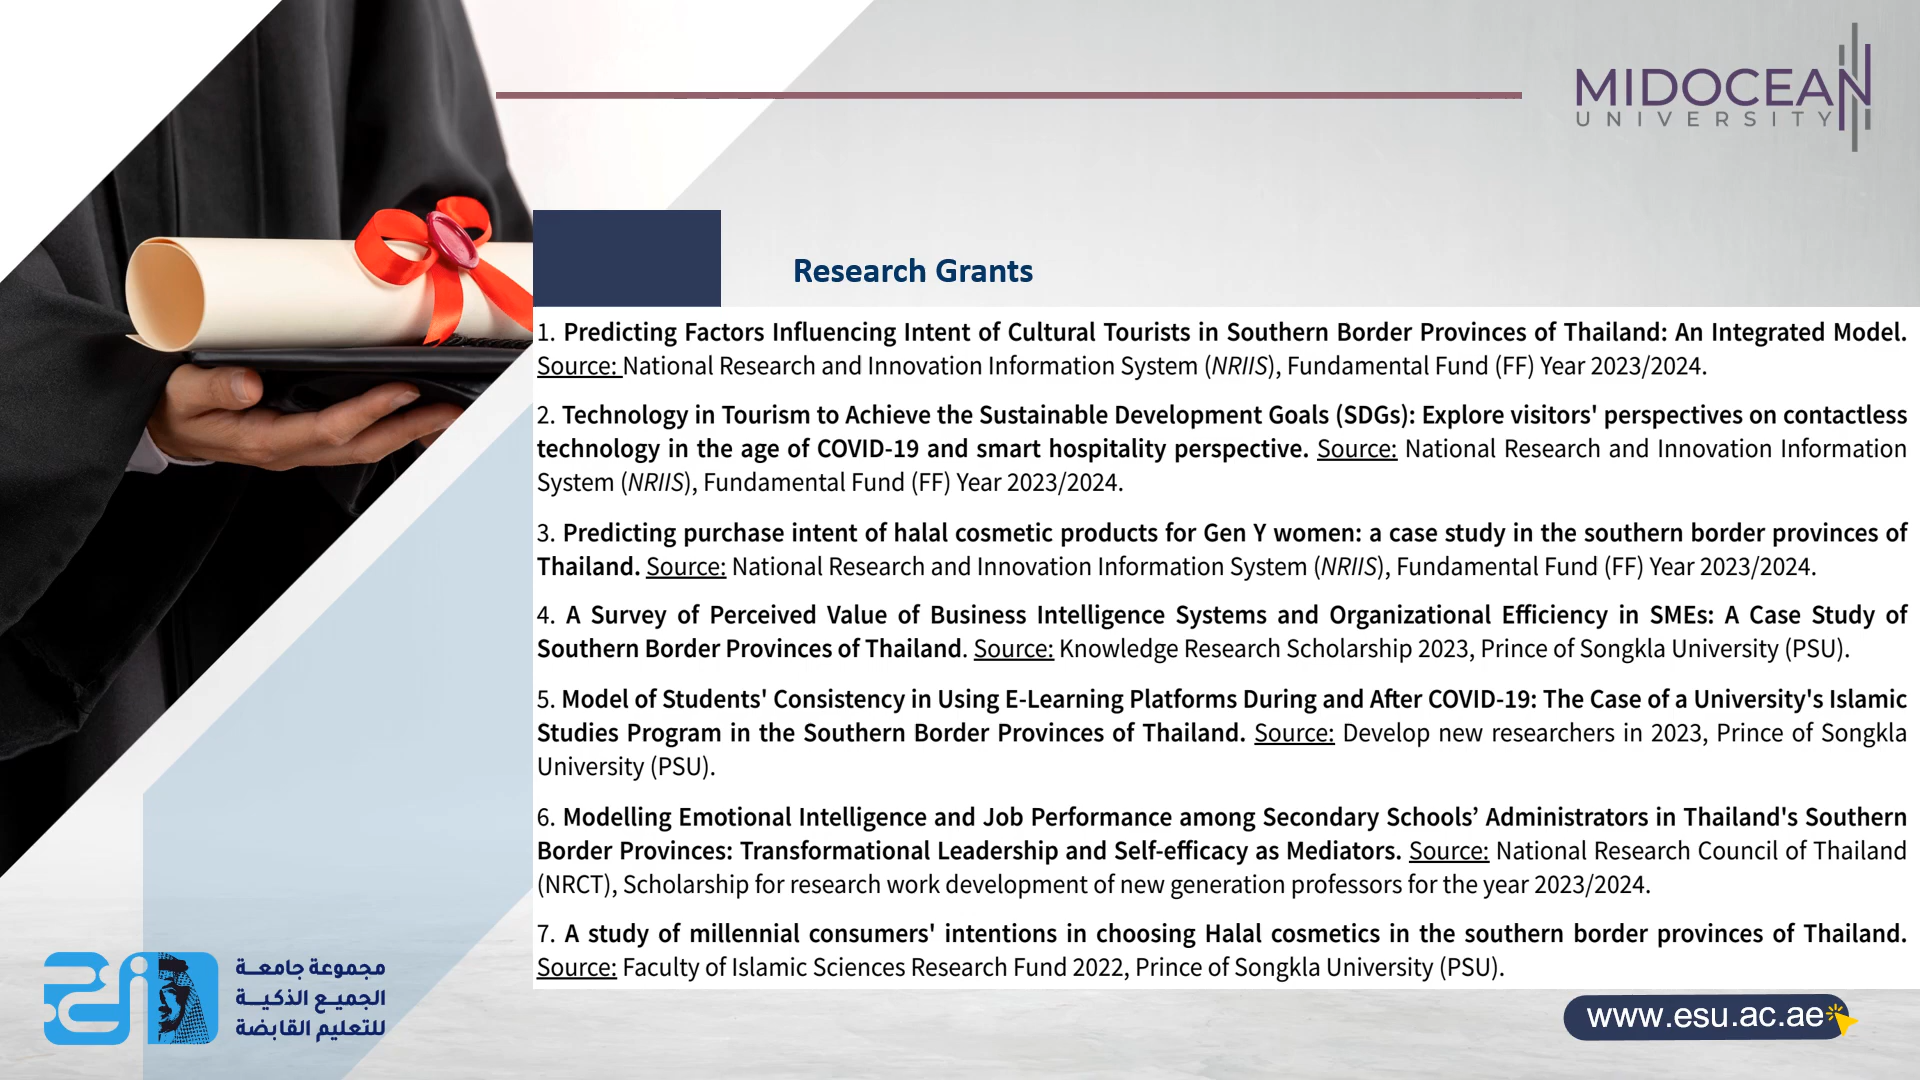 MIDOCEAN
UNIVERSITY
Research Grants
1. Predicting Factors Influencing Intent of Cultural Tourists in Southern Border Provinces of Thailand: An Integrated Model.
Source: National Research and Innovation Information System (NRIIS), Fundamental Fund (FF) Year 2023/2024.
2. Technology in Tourism to Achieve the Sustainable Development Goals (SDGs): Explore visitors' perspectives on contactless
technology in the age of COVID-19 and smart hospitality perspective. Source: National Research and Innovation Information
System (NRIIS), Fundamental Fund (FF) Year 2023/2024.
3. Predicting purchase intent of halal cosmetic products for Gen Y women: a case study in the southern border provinces of
Thailand. Source: National Research and Innovation Information System (NRIIS), Fundamental Fund (FF) Year 2023/2024.
4. A Survey of Perceived Value of Business Intelligence Systems and Organizational Efficiency in SMEs: A Case Study of
Southern Border Provinces of Thailand. Source: Knowledge Research Scholarship 2023, Prince of Songkla University (PSU).
5. Model of Students' Consistency in Using E-Learning Platforms During and After COVID-19: The Case of a University's Islamic
Studies Program in the Southern Border Provinces of Thailand. Source: Develop new researchers in 2023, Prince of Songkla
University (PSU).
6. Modelling Emotional Intelligence and Job Performance among Secondary Schools’ Administrators in Thailand's Southern
Border Provinces: Transformational Leadership and Self-efficacy as Mediators. Source: National Research Council of Thailand
(NRCT), Scholarship for research work development of new generation professors for the year 2023/2024.
7. A study of millennial consumers' intentions in choosing Halal cosmetics in the southern border provinces of Thailand.
Source: Faculty of Islamic Sciences Research Fund 2022, Prince of Songkla University (PSU).
مجموعة جامعـــة
الجميـع الذكيـــة
للتعليم القابضة
www.esu.ac.ae